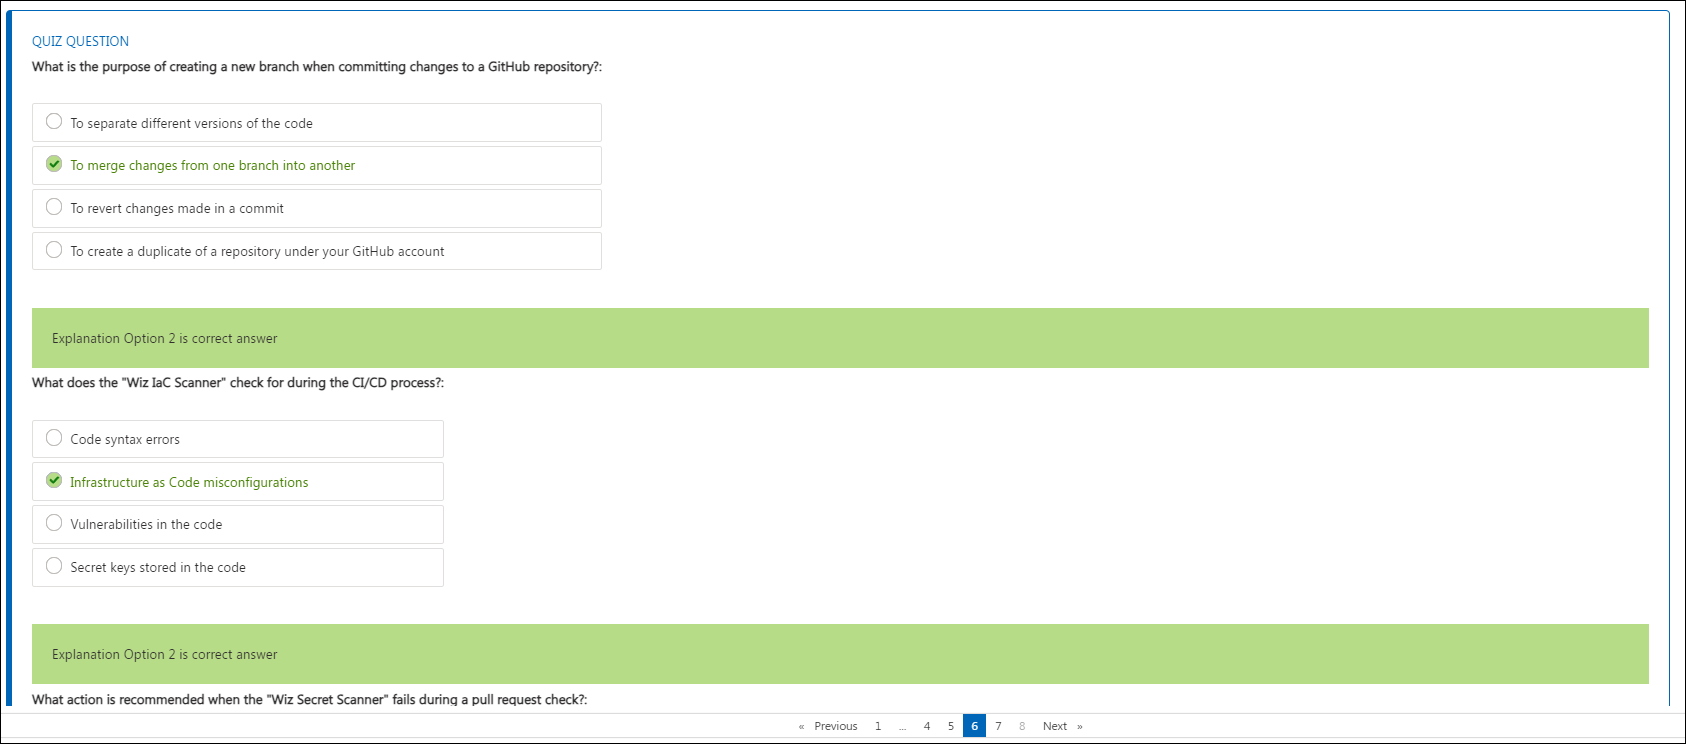 QUIZ QUESTION
What is the purpose of creating a new branch when committing changes to a GitHub repository?:
To separate different versions of the code
To merge changes from one branch into another
To revert changes made in a commit
To create a duplicate of a repository under your GitHub account
Explanation Option 2 is correct answer
What does the "Wiz IaC Scanner" check for during the CI/CD process?:
Code syntax errors
Infrastructure as Code misconfigurations
Vulnerabilities in the code
Secret keys stored in the code
Explanation Option 2 is correct answer
What action is recommended when the "Wiz Secret Scanner" fails during a pull request check?:
« Previous 1 ... 4 5 6 7 8 Next »